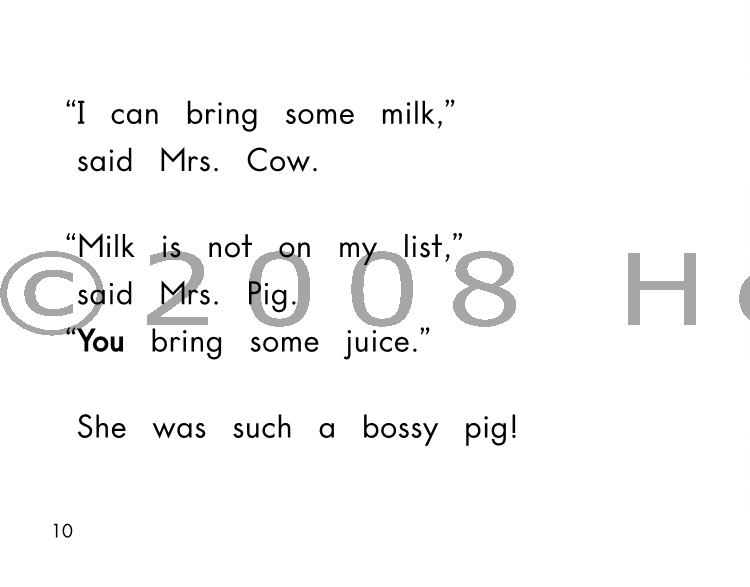 “I can bring some milk,”
said Mrs. Cow.
“Milk is not on my list,”
said Mrs. Pig.
“You bring some juice.”
She was such a bossy pig!
10
© 2008 H